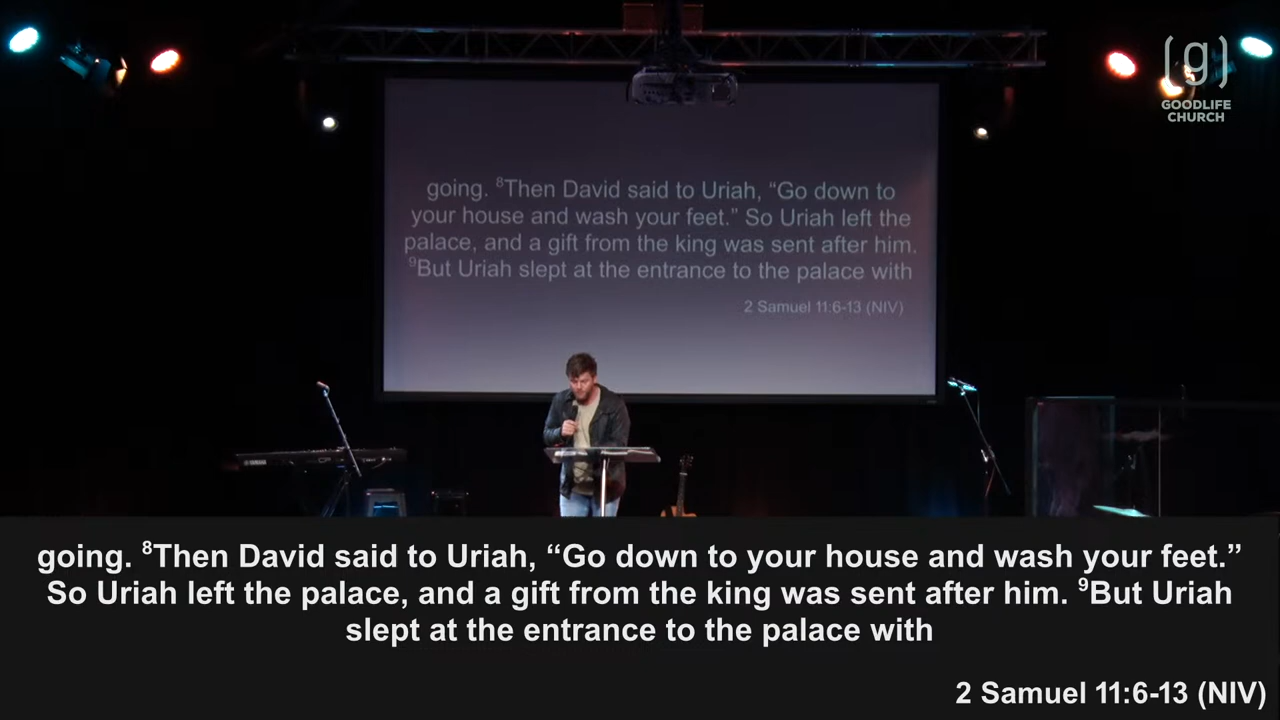 (g)
GOODLIFE
CHURCH
going. ⁸Then David said to Uriah, “Go down to
your house and wash your feet.” So Uriah left the
palace, and a gift from the king was sent after him.
⁹But Uriah slept at the entrance to the palace with
2 Samuel 11:6-13 (NIV)
YAMAHA
going. ⁸Then David said to Uriah, “Go down to your house and wash your feet.”
So Uriah left the palace, and a gift from the king was sent after him. ⁹But Uriah
slept at the entrance to the palace with
2 Samuel 11:6-13 (NIV)